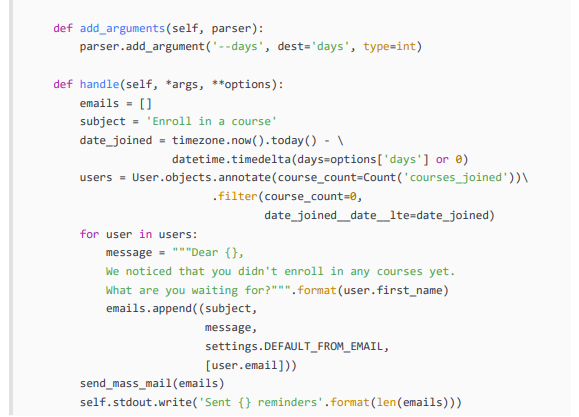 def add_arguments(self, parser):
    parser.add_argument('--days', dest='days', type=int)
def handle(self, *args, **options):
    emails = []
    subject = 'Enroll in a course'
    date_joined = timezone.now().today() - \
                  datetime.timedelta(days=options['days'] or 0)
    users = User.objects.annotate(course_count=Count('courses_joined'))\
                        .filter(course_count=0,
                                date_joined__date__lte=date_joined)
    for user in users:
        message = """Dear {},
        We noticed that you didn't enroll in any courses yet.
        What are you waiting for?""".format(user.first_name)
        emails.append((subject,
                       message,
                       settings.DEFAULT_FROM_EMAIL,
                       [user.email]))
    send_mass_mail(emails)
    self.stdout.write('Sent {} reminders'.format(len(emails)))